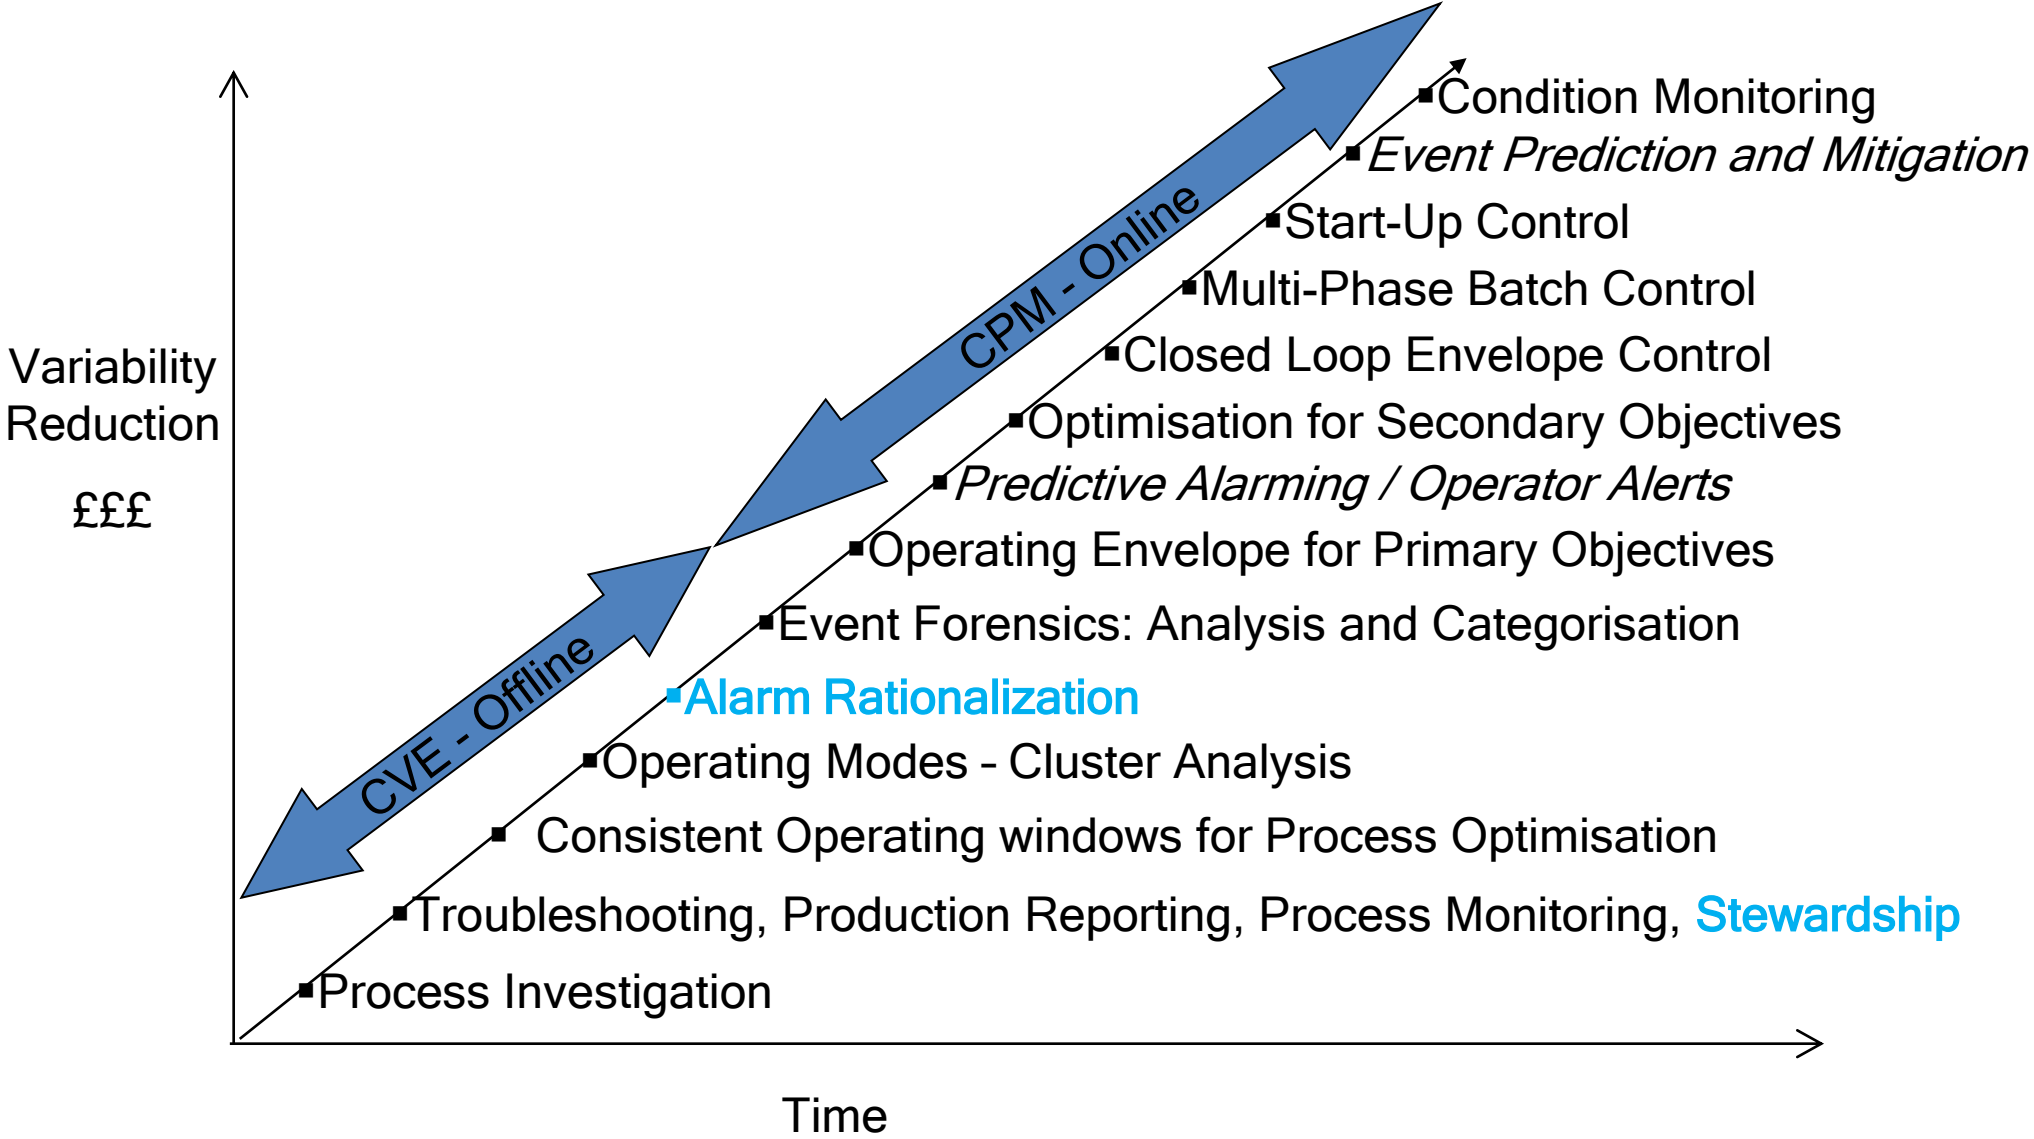 Condition Monitoring
Event Prediction and Mitigation
Start-Up Control
Multi-Phase Batch Control
Closed Loop Envelope Control
Optimisation for Secondary Objectives
Predictive Alarming / Operator Alerts
Operating Envelope for Primary Objectives
Event Forensics: Analysis and Categorisation
Alarm Rationalization
Operating Modes – Cluster Analysis
Consistent Operating windows for Process Optimisation
Troubleshooting, Production Reporting, Process Monitoring, Stewardship
Process Investigation
CPM - Online
CVE - Offline
Variability
Reduction
£££
Time